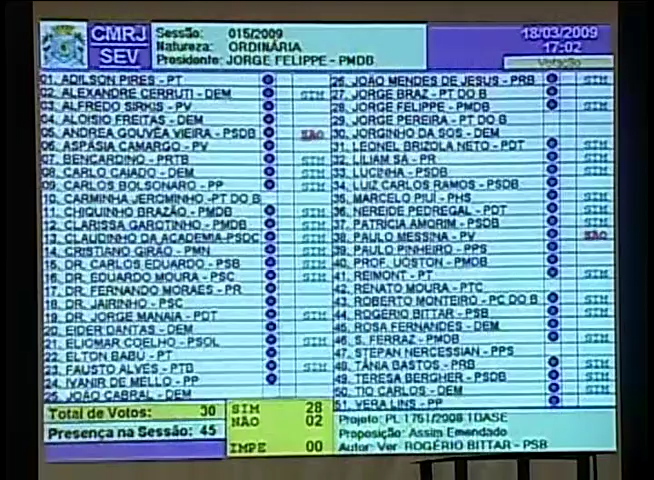 CMRJ
SEV
Sessão: 015/2009
Natureza: ORDINÁRIA
Presidente: JORGE FELIPPE - PMDB
18/03/2009
17:02
Votação
01. ADILSON PIRES - PT
02. ALEXANDRE CERRUTI - DEM SIM
03. ALFREDO SIRKIS - PV
04. ALOISIO FREITAS - DEM
05. ANDREA GOUVÊA VIEIRA - PSDB NÃO
06. ASPÁSIA CAMARGO - PV
07. BENCARDINO - PRTB SIM
08. CARLO CAIADO - DEM SIM
09. CARLOS BOLSONARO - PP SIM
10. CARMINHA JEROMINHO -PT DO B
11. CHIQUINHO BRAZÃO - PMDB SIM
12. CLARISSA GAROTINHO - PMDB SIM
13. CLAUDINHO DA ACADEMIA-PSDC SIM
14. CRISTIANO GIRÃO - PMN SIM
15. DR. CARLOS EDUARDO - PSB SIM
16. DR. EDUARDO MOURA - PSC SIM
17. DR. FERNANDO MORAES - PR
18. DR. JAIRINHO - PSC
19. DR. JORGE MANAIA - PDT SIM
20. EIDER DANTAS - DEM
21. ELIOMAR COELHO - PSOL SIM
22. ELTON BABÚ - PT
23. FAUSTO ALVES - PTB SIM
24. IVANIR DE MELLO - PP
25. JOÃO CABRAL - DEM
26. JOÃO MENDES DE JESUS - PRB SIM
27. JORGE BRAZ - PT DO B
28. JORGE FELIPPE - PMDB SIM
29. JORGE PEREIRA - PT DO B
30. JORGINHO DA SOS - DEM
31. LEONEL BRIZOLA NETO - PDT SIM
32. LILIAM SÁ - PR SIM
33. LUCINHA - PSDB SIM
34. LUIZ CARLOS RAMOS - PSDB
35. MARCELO PIUÍ - PHS SIM
36. NEREIDE PEDREGAL - PDT SIM
37. PATRÍCIA AMORIM - PSDB SIM
38. PAULO MESSINA - PV NÃO
39. PAULO PINHEIRO - PPS
40. PROF. UÓSTON - PMDB
41. REIMONT - PT SIM
42. RENATO MOURA - PTC
43. ROBERTO MONTEIRO - PC DO B
44. ROGÉRIO BITTAR - PSB SIM
45. ROSA FERNANDES - DEM
46. S. FERRAZ - PMDB SIM
47. STEPAN NERCESSIAN - PPS
48. TÂNIA BASTOS - PRB SIM
49. TERESA BERGHER - PSDB SIM
50. TIO CARLOS - DEM SIM
51. VERA LINS - PP
Total de Votos: 30
Presença na Sessão: 45
SIM 28
NÃO 02
IMPE 00
Projeto: PL 1751/2008 1DASE
Proposição: Assim Emendado
Autor: Ver. ROGÉRIO BITTAR - PSB